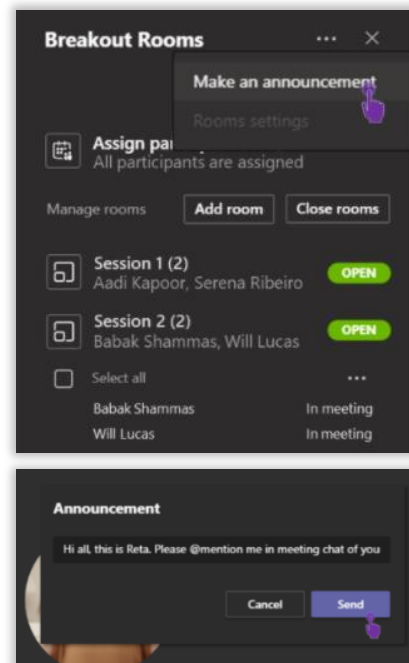 Breakout Rooms
Make an announcement
Rooms settings
Assign
All participants are assigned
Manage rooms Add room Close rooms
Session 1 (2)
Aadi Kapoor, Serena Ribeiro OPEN
Session 2 (2)
Babak Shammas, Will Lucas OPEN
Select all
Babak Shammas In meeting
Will Lucas In meeting
Announcement
Hi all, this is Reta. Please @mention me in meeting chat of you
Cancel Send